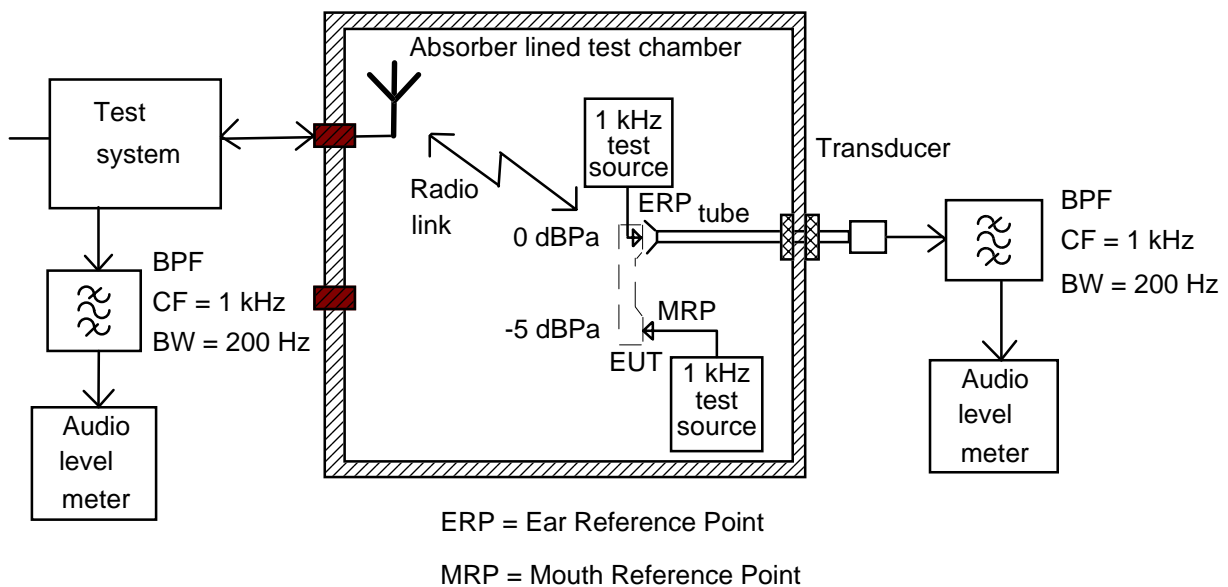 Absorber lined test chamber
Test
system
1 kHz
test
source
Transducer
Radio
link
ERP
tube
0 dBPa
BPF
CF = 1 kHz
BW = 200 Hz
BPF
CF = 1 kHz
BW = 200 Hz
MRP
-5 dBPa
EUT
1 kHz
test
source
Audio
level
meter
Audio
level
meter
ERP = Ear Reference Point
MRP = Mouth Reference Point